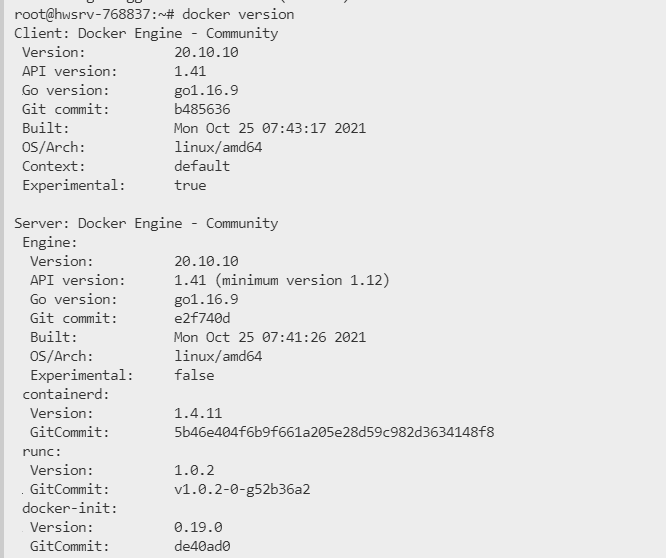 root@hwsrv-768837:~# docker version
Client: Docker Engine - Community
 Version:           20.10.10
 API version:       1.41
 Go version:        go1.16.9
 Git commit:        b485636
 Built:             Mon Oct 25 07:43:17 2021
 OS/Arch:           linux/amd64
 Context:           default
 Experimental:      true

Server: Docker Engine - Community
 Engine:
  Version:          20.10.10
  API version:      1.41 (minimum version 1.12)
  Go version:       go1.16.9
  Git commit:       e2f740d
  Built:            Mon Oct 25 07:41:26 2021
  OS/Arch:          linux/amd64
  Experimental:     false
 containerd:
  Version:          1.4.11
  GitCommit:        5b46e404f6b9f661a205e28d59c982d3634148f8
 runc:
  Version:          1.0.2
  GitCommit:        v1.0.2-0-g52b36a2
 docker-init:
  Version:          0.19.0
  GitCommit:        de40ad0